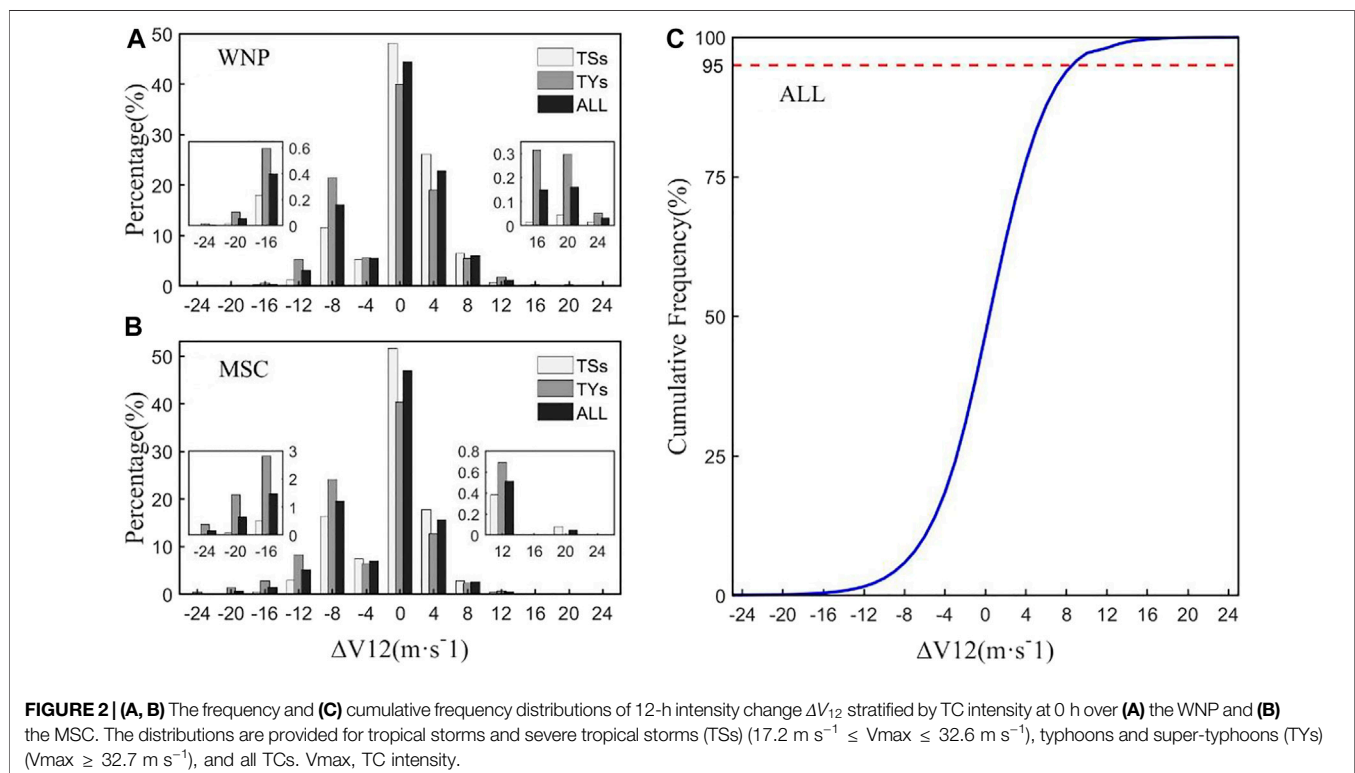 A
WNP
TSs
TYs
ALL
Percentage(%)
50
40
30
20
10
0
0.6
0.4
0.2
0
-24 -20 -16
0.3
0.2
0.1
0
16 20 24
-24 -20 -16 -12 -8 -4 0 4 8 12 16 20 24
B
MSC
TSs
TYs
ALL
Percentage(%)
50
40
30
20
10
0
3
2
1
0
-24 -20 -16
0.8
0.6
0.4
0.2
0
12 16 20 24
-24 -20 -16 -12 -8 -4 0 4 8 12 16 20 24
ΔV12(m·s⁻¹)
C
ALL
Cumulative Frequency(%)
100
95
75
50
25
0
-24 -20 -16 -12 -8 -4 0 4 8 12 16 20 24
ΔV12(m·s⁻¹)
FIGURE 2 | (A, B) The frequency and (C) cumulative frequency distributions of 12-h intensity change ΔV₁₂ stratified by TC intensity at 0 h over (A) the WNP and (B)
the MSC. The distributions are provided for tropical storms and severe tropical storms (TSs) (17.2 m s⁻¹ ≤ Vmax ≤ 32.6 m s⁻¹), typhoons and super-typhoons (TYs)
(Vmax ≥ 32.7 m s⁻¹), and all TCs. Vmax, TC intensity.